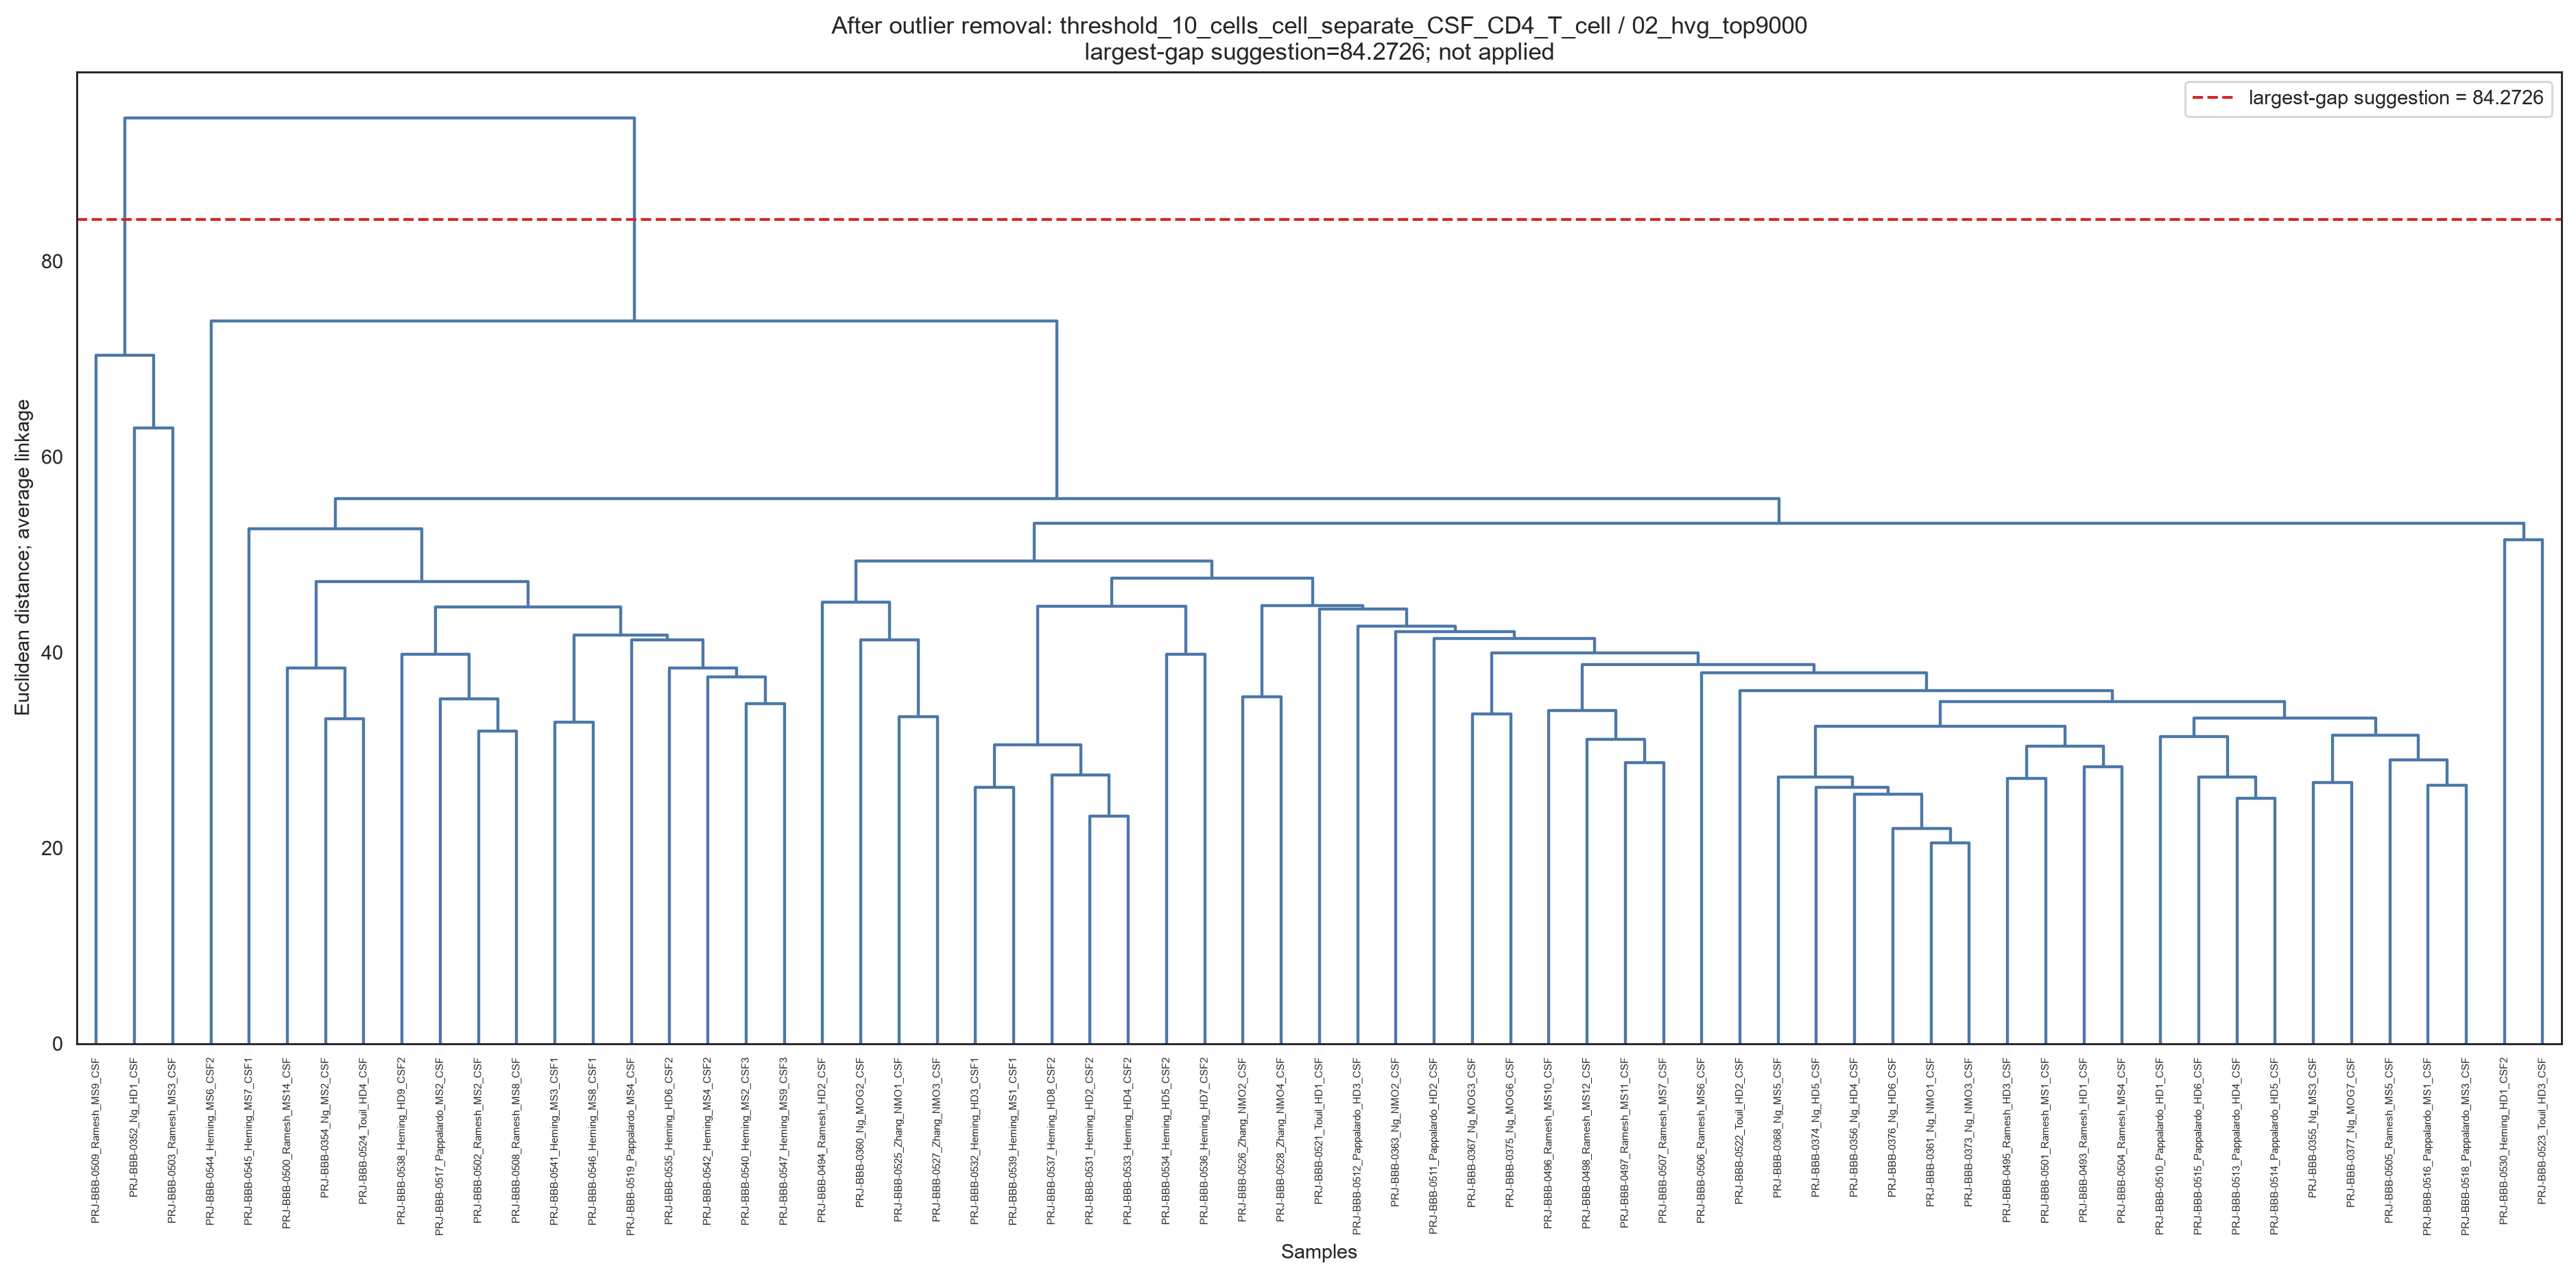 After outlier removal: threshold_10_cells_cell_separate_CSF_CD4_T_cell / 02_hvg_top9000
largest-gap suggestion=84.2726; not applied
largest-gap suggestion = 84.2726
Euclidean distance; average linkage
80
60
40
20
0
PRJ-BBB-0509_Ramesh_MS9_CSF
PRJ-BBB-0352_Ng_HD1_CSF
PRJ-BBB-0503_Ramesh_MS3_CSF
PRJ-BBB-0544_Heming_MS6_CSF2
PRJ-BBB-0545_Heming_MS7_CSF1
PRJ-BBB-0500_Ramesh_MS14_CSF
PRJ-BBB-0354_Ng_MS2_CSF
PRJ-BBB-0524_Touil_HD4_CSF
PRJ-BBB-0538_Heming_HD9_CSF2
PRJ-BBB-0517_Pappalardo_MS2_CSF
PRJ-BBB-0502_Ramesh_MS2_CSF
PRJ-BBB-0508_Ramesh_MS8_CSF
PRJ-BBB-0541_Heming_MS3_CSF1
PRJ-BBB-0546_Heming_MS8_CSF1
PRJ-BBB-0519_Pappalardo_MS4_CSF
PRJ-BBB-0535_Heming_HD6_CSF2
PRJ-BBB-0542_Heming_MS4_CSF2
PRJ-BBB-0540_Heming_MS2_CSF3
PRJ-BBB-0547_Heming_MS9_CSF3
PRJ-BBB-0494_Ramesh_HD2_CSF
PRJ-BBB-0360_Ng_MOG2_CSF
PRJ-BBB-0525_Zhang_NMO1_CSF
PRJ-BBB-0527_Zhang_NMO3_CSF
PRJ-BBB-0532_Heming_HD3_CSF1
PRJ-BBB-0539_Heming_MS1_CSF1
PRJ-BBB-0537_Heming_HD8_CSF2
PRJ-BBB-0531_Heming_HD2_CSF2
PRJ-BBB-0533_Heming_HD4_CSF2
PRJ-BBB-0534_Heming_HD5_CSF2
PRJ-BBB-0536_Heming_HD7_CSF2
PRJ-BBB-0526_Zhang_NMO2_CSF
PRJ-BBB-0528_Zhang_NMO4_CSF
PRJ-BBB-0521_Touil_HD1_CSF
PRJ-BBB-0512_Pappalardo_HD3_CSF
PRJ-BBB-0363_Ng_NMO2_CSF
PRJ-BBB-0511_Pappalardo_HD2_CSF
PRJ-BBB-0367_Ng_MOG3_CSF
PRJ-BBB-0375_Ng_MOG6_CSF
PRJ-BBB-0496_Ramesh_MS10_CSF
PRJ-BBB-0498_Ramesh_MS12_CSF
PRJ-BBB-0497_Ramesh_MS11_CSF
PRJ-BBB-0507_Ramesh_MS7_CSF
PRJ-BBB-0506_Ramesh_MS6_CSF
PRJ-BBB-0522_Touil_HD2_CSF
PRJ-BBB-0368_Ng_MS5_CSF
PRJ-BBB-0374_Ng_HD5_CSF
PRJ-BBB-0356_Ng_HD4_CSF
PRJ-BBB-0376_Ng_HD6_CSF
PRJ-BBB-0361_Ng_NMO1_CSF
PRJ-BBB-0373_Ng_NMO3_CSF
PRJ-BBB-0495_Ramesh_HD3_CSF
PRJ-BBB-0501_Ramesh_MS1_CSF
PRJ-BBB-0493_Ramesh_HD1_CSF
PRJ-BBB-0504_Ramesh_MS4_CSF
PRJ-BBB-0510_Pappalardo_HD1_CSF
PRJ-BBB-0515_Pappalardo_HD6_CSF
PRJ-BBB-0513_Pappalardo_HD4_CSF
PRJ-BBB-0514_Pappalardo_HD5_CSF
PRJ-BBB-0355_Ng_MS3_CSF
PRJ-BBB-0377_Ng_MOG7_CSF
PRJ-BBB-0505_Ramesh_MS5_CSF
PRJ-BBB-0516_Pappalardo_MS1_CSF
PRJ-BBB-0518_Pappalardo_MS3_CSF
PRJ-BBB-0530_Heming_HD1_CSF2
PRJ-BBB-0523_Touil_HD3_CSF
Samples